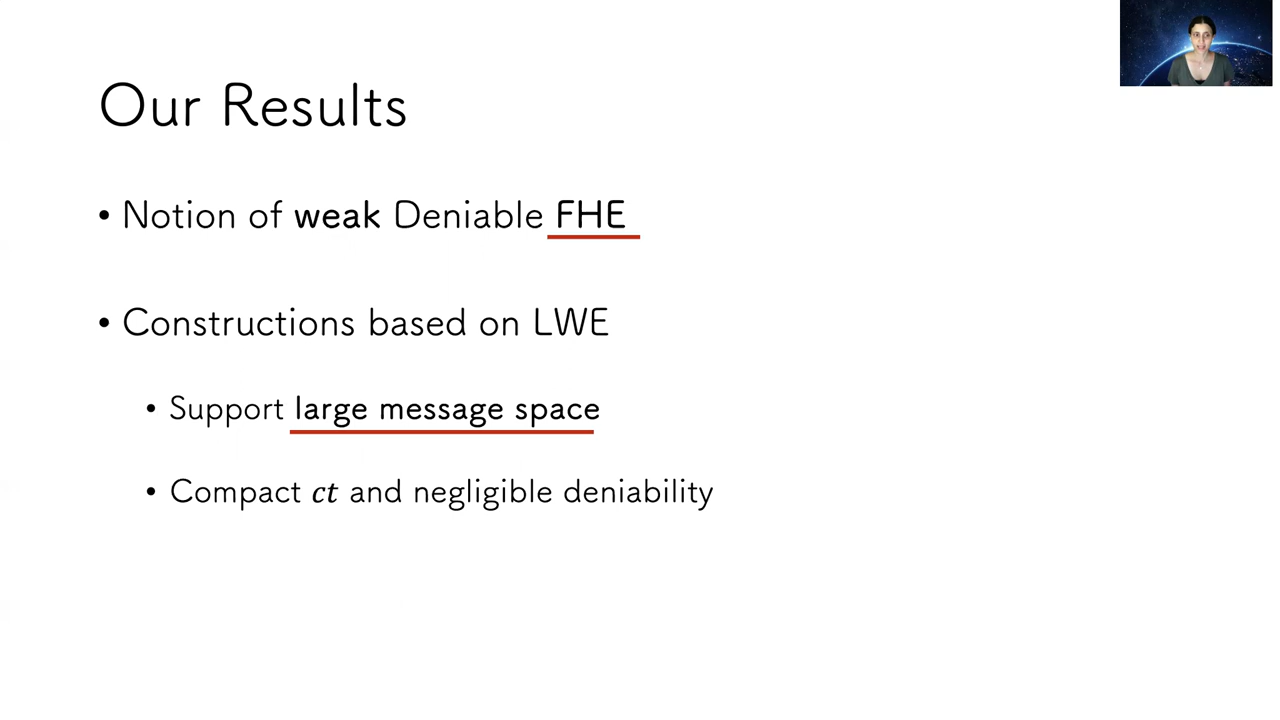 Our Results
• Notion of weak Deniable FHE
• Constructions based on LWE
• Support large message space
• Compact ct and negligible deniability